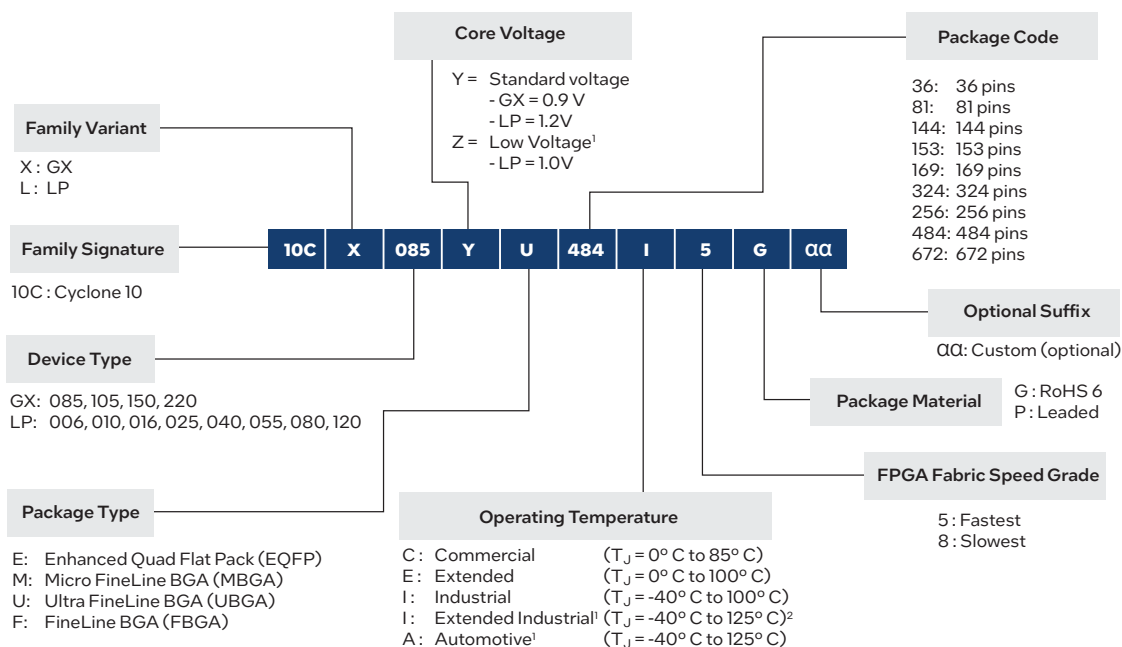 Core Voltage
Y = Standard voltage
- GX = 0.9 V
- LP = 1.2V
Z = Low Voltage¹
- LP = 1.0V
Package Code
36: 36 pins
81: 81 pins
144: 144 pins
153: 153 pins
169: 169 pins
324: 324 pins
256: 256 pins
484: 484 pins
672: 672 pins
Family Variant
X : GX
L : LP
Family Signature
10C : Cyclone 10
10C X 085 Y U 484 I 5 G αα
Optional Suffix
αα: Custom (optional)
Device Type
GX: 085, 105, 150, 220
LP: 006, 010, 016, 025, 040, 055, 080, 120
Package Material
G : RoHS 6
P : Leaded
FPGA Fabric Speed Grade
5 : Fastest
8 : Slowest
Package Type
E: Enhanced Quad Flat Pack (EQFP)
M: Micro FineLine BGA (MBGA)
U: Ultra FineLine BGA (UBGA)
F: FineLine BGA (FBGA)
Operating Temperature
C : Commercial (TJ = 0° C to 85° C)
E : Extended (TJ = 0° C to 100° C)
I : Industrial (TJ = -40° C to 100° C)
I : Extended Industrial¹ (TJ = -40° C to 125° C)²
A : Automotive¹ (TJ = -40° C to 125° C)